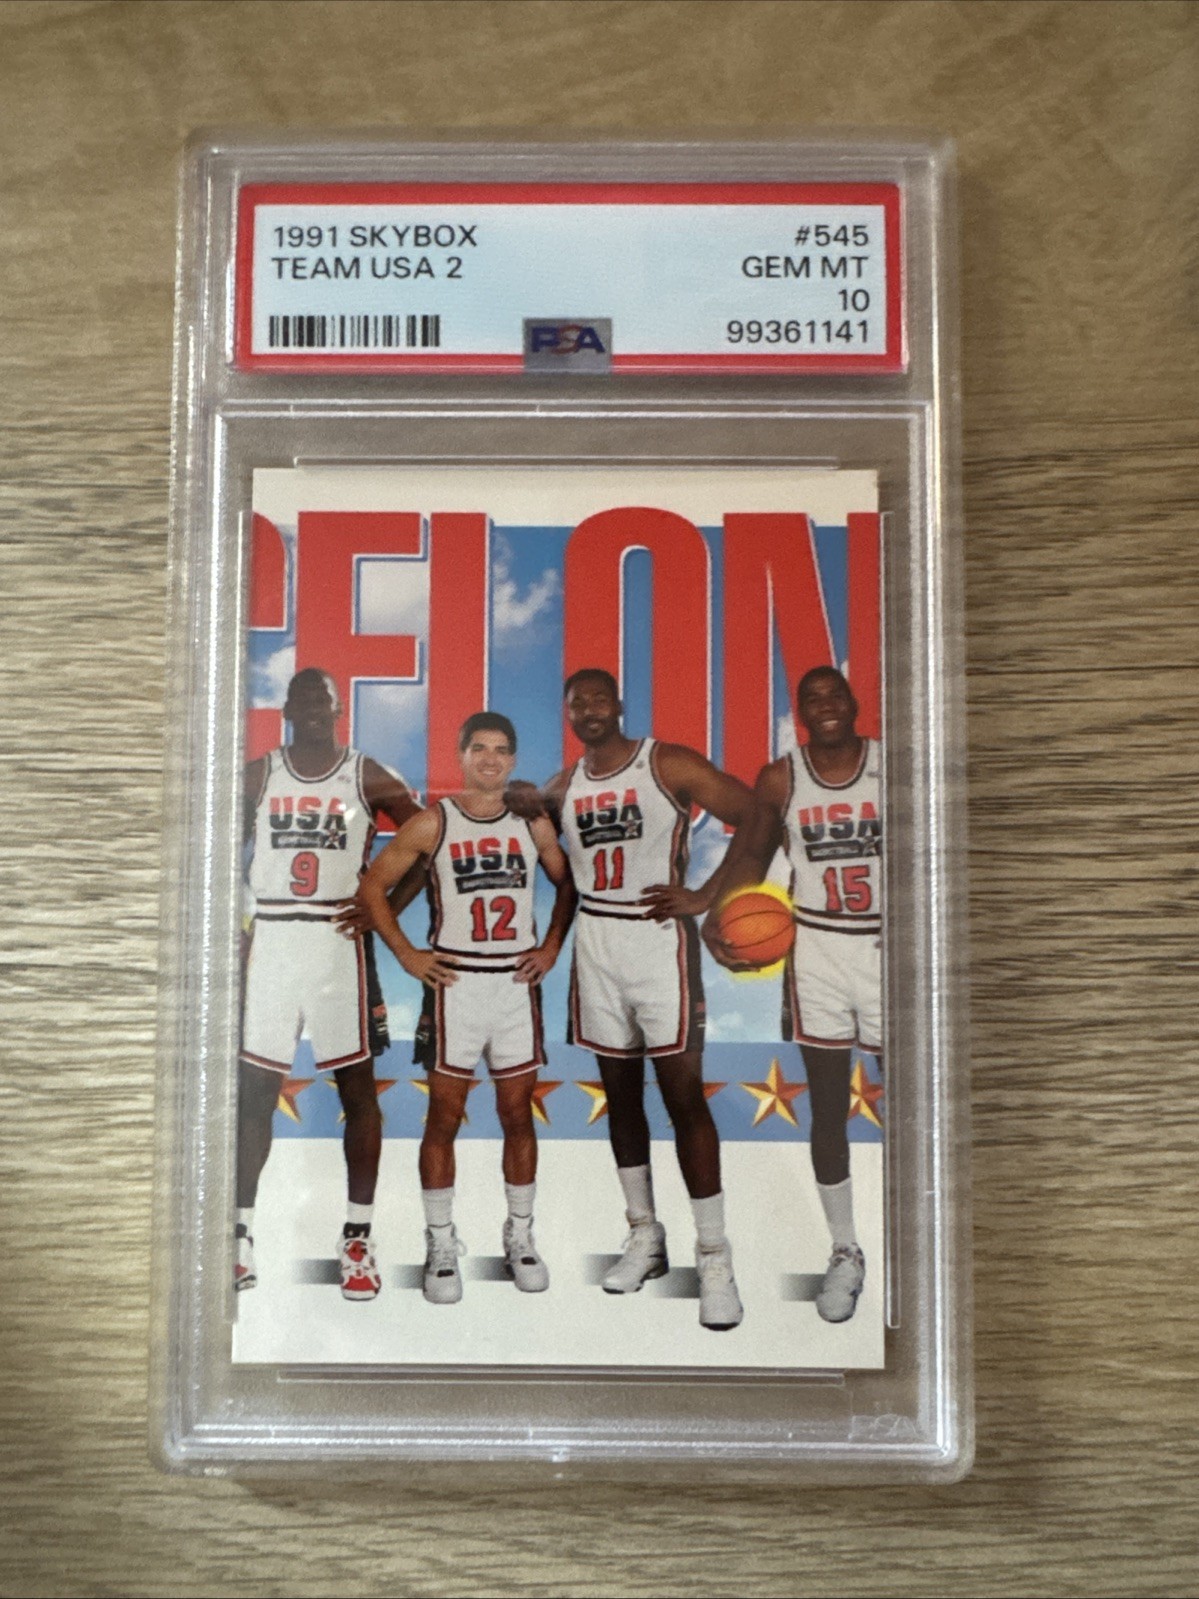 1991 SKYBOX #545
TEAM USA 2 GEM MT
10
PSA 99361141
CELON
USA
9
USA
12
USA
11
USA
15